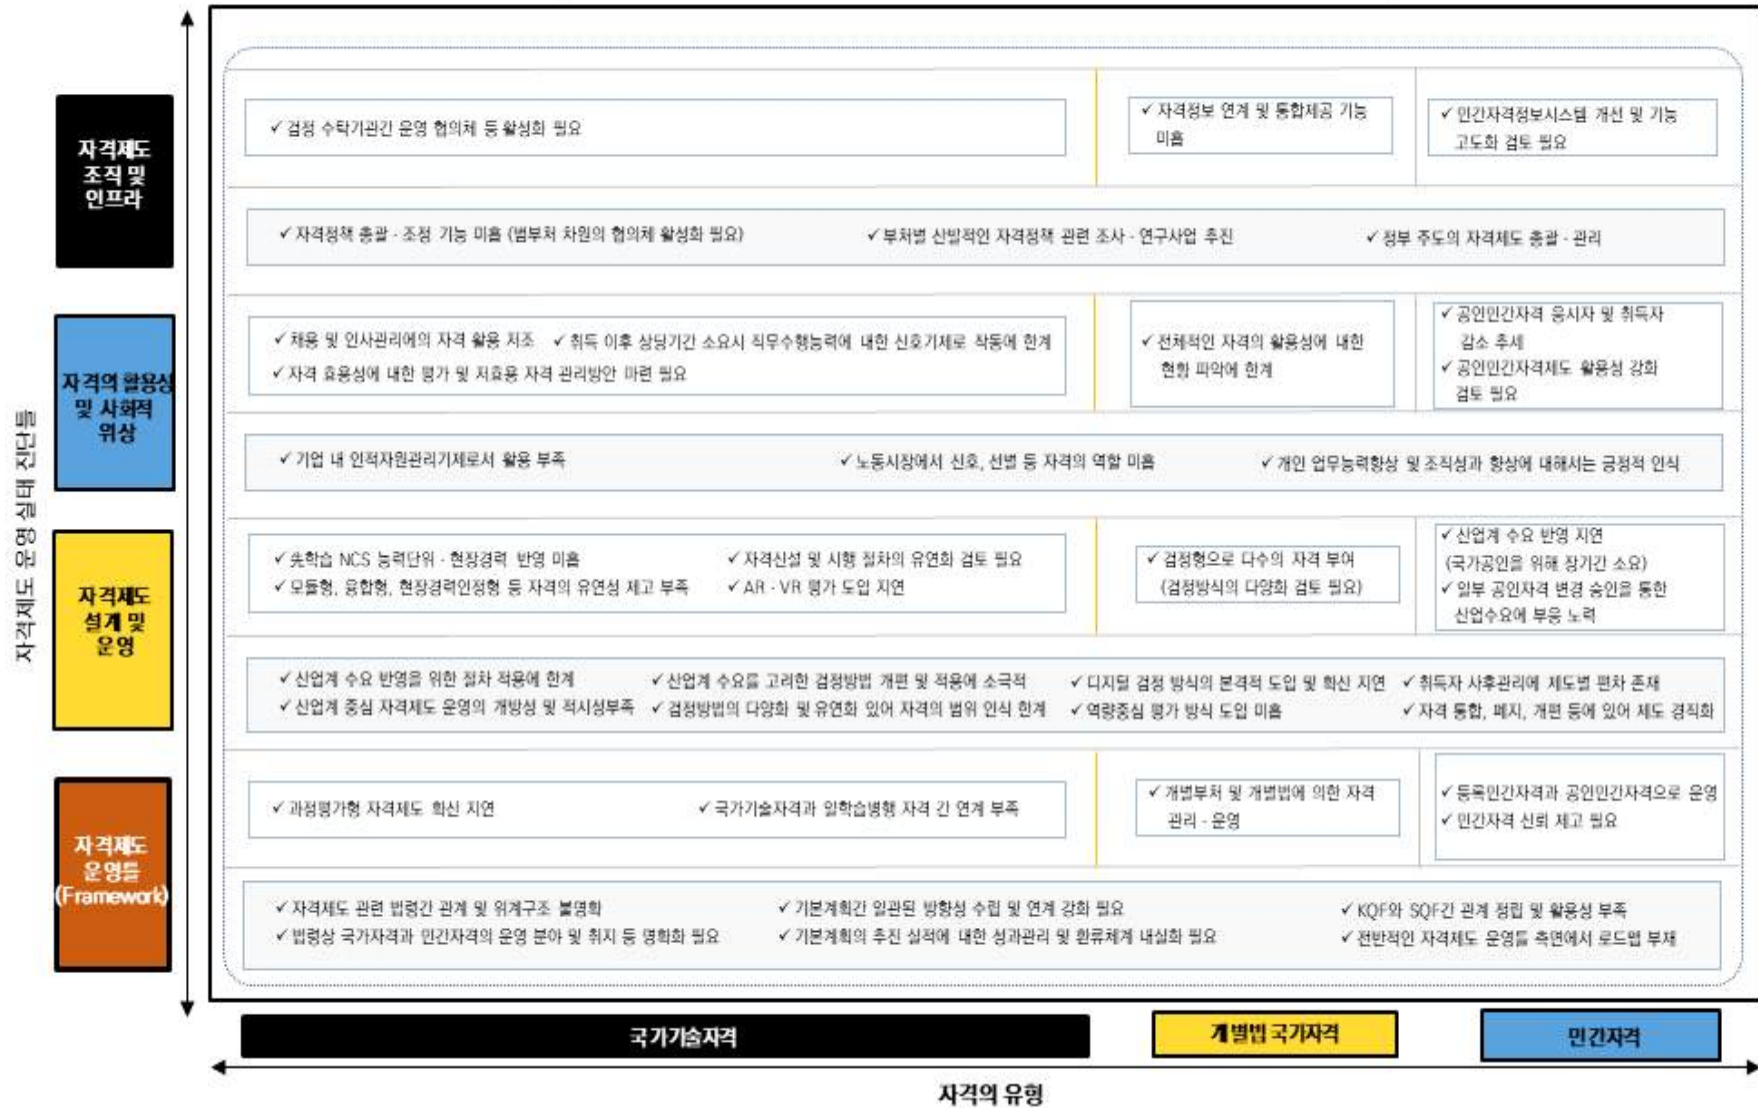 자격제도 운영 실태 진단틀
자격제도
조직 및
인프라
✓ 검정 수탁기관간 운영 협의체 등 활성화 필요
✓ 자격정보 연계 및 통합제공 기능
미흡
✓ 민간자격정보시스템 개선 및 기능
고도화 검토 필요
✓ 자격정책 총괄 · 조정 기능 미흡 (범부처 차원의 협의체 활성화 필요)
✓ 부처별 산발적인 자격정책 관련 조사 · 연구사업 추진
✓ 정부 주도의 자격제도 총괄 · 관리
자격의 활용성
및 사회적
위상
✓ 채용 및 인사관리에의 자격 활용 저조
✓ 취득 이후 상당기간 소요시 직무수행능력에 대한 신호기제로 작동에 한계
✓ 자격 효용성에 대한 평가 및 저효용 자격 관리방안 마련 필요
✓ 전체적인 자격의 활용성에 대한
현황 파악에 한계
✓ 공인민간자격 응시자 및 취득자
감소 추세
✓ 공인민간자격제도 활용성 강화
검토 필요
✓ 기업 내 인적자원관리기제로서 활용 부족
✓ 노동시장에서 신호, 선별 등 자격의 역할 미흡
✓ 개인 업무능력향상 및 조직성과 향상에 대해서는 긍정적 인식
자격제도
설계 및
운영
✓ 先학습 NCS 능력단위 · 현장경력 반영 미흡
✓ 자격신설 및 시행 절차의 유연화 검토 필요
✓ 모듈형, 융합형, 현장경력인정형 등 자격의 유연성 제고 부족
✓ AR · VR 평가 도입 지연
✓ 검정형으로 다수의 자격 부여
(검정방식의 다양화 검토 필요)
✓ 산업계 수요 반영 지연
(국가공인을 위해 장기간 소요)
✓ 일부 공인자격 변경 승인을 통한
산업수요에 부응 노력
✓ 산업계 수요 반영을 위한 절차 적용에 한계
✓ 산업계 수요를 고려한 검정방법 개편 및 적용에 소극적
✓ 디지털 검정 방식의 본격적 도입 및 확산 지연
✓ 취득자 사후관리에 제도별 편차 존재
✓ 산업계 중심 자격제도 운영의 개방성 및 적시성부족
✓ 검정방법의 다양화 및 유연화 있어 자격의 범위 인식 한계
✓ 역량중심 평가 방식 도입 미흡
✓ 자격 통합, 폐지, 개편 등에 있어 제도 경직화
자격제도
운영틀
(Framework)
✓ 과정평가형 자격제도 확산 지연
✓ 국가기술자격과 일학습병행 자격 간 연계 부족
✓ 개별부처 및 개별법에 의한 자격
관리 · 운영
✓ 등록민간자격과 공인민간자격으로 운영
✓ 민간자격 신뢰 제고 필요
✓ 자격제도 관련 법령간 관계 및 위계구조 불명확
✓ 기본계획간 일관된 방향성 수립 및 연계 강화 필요
✓ KQF와 SQF간 관계 정립 및 활용성 부족
✓ 법령상 국가자격과 민간자격의 운영 분야 및 취지 등 명확화 필요
✓ 기본계획의 추진 실적에 대한 성과관리 및 환류체계 내실화 필요
✓ 전반적인 자격제도 운영틀 측면에서 로드맵 부재
국가기술자격
개별법 국가자격
민간자격
자격의 유형